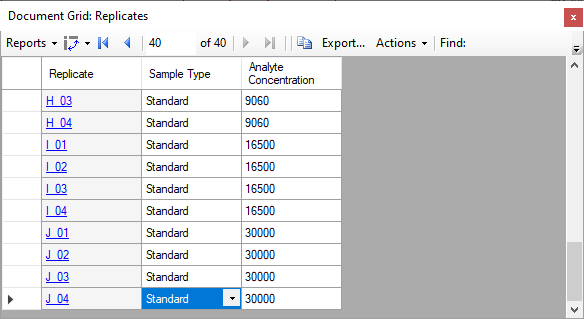 Document Grid: Replicates
Reports 40 of 40 Export... Actions Find:
Replicate Sample Type Analyte
Concentration
H_03 Standard 9060
H_04 Standard 9060
I_01 Standard 16500
I_02 Standard 16500
I_03 Standard 16500
I_04 Standard 16500
J_01 Standard 30000
J_02 Standard 30000
J_03 Standard 30000
J_04 Standard 30000